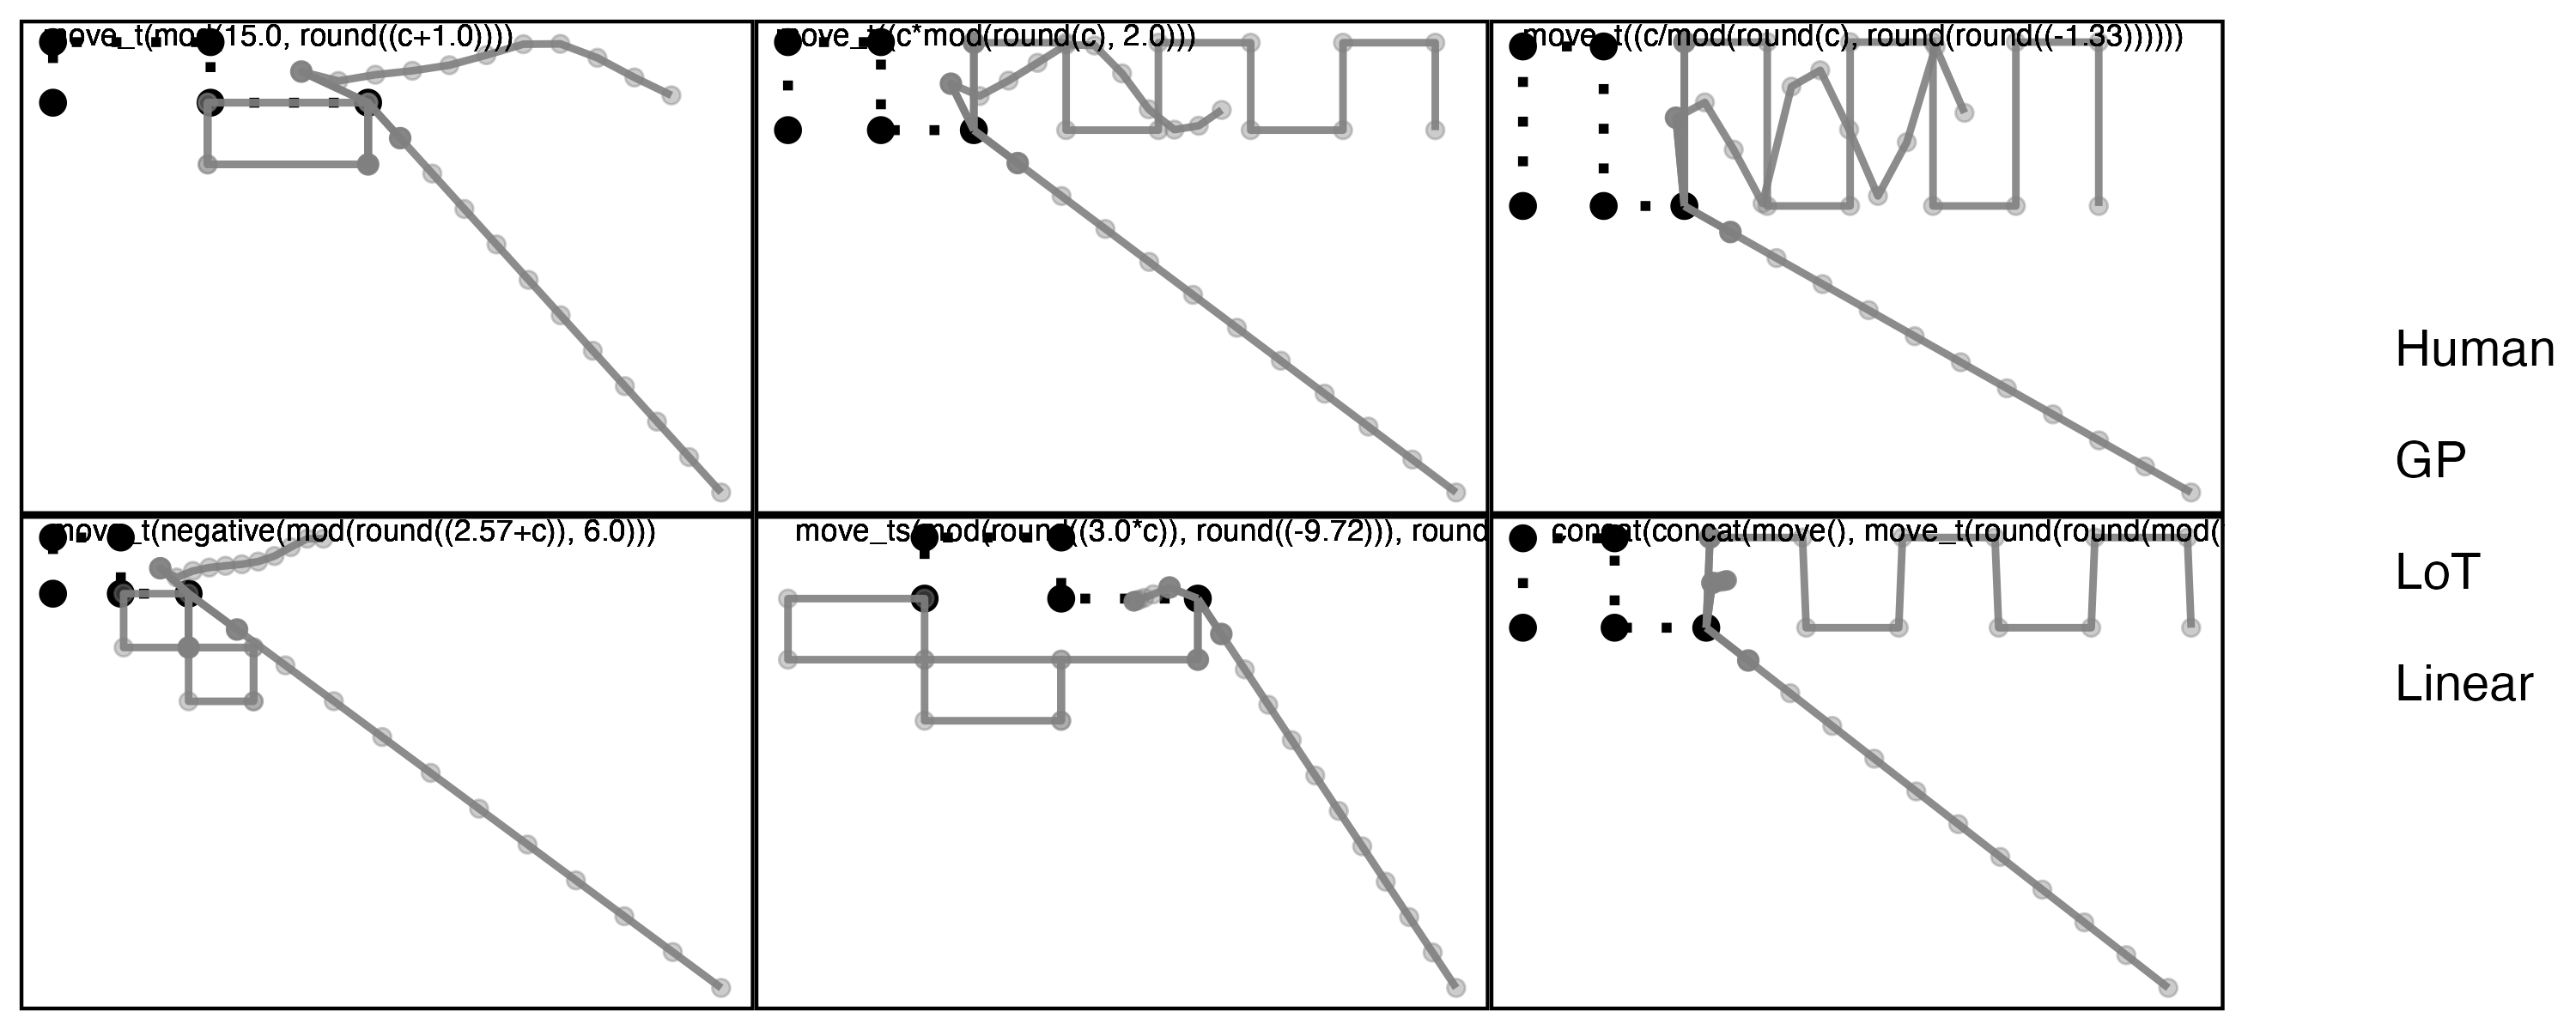 move_t(mod(15.0, round((c+1.0))))
move_t((c*mod(round(c), 2.0)))
move_t((c/mod(round(c), round(round((-1.33))))))
move_t(negative(mod(round((2.57+c)), 6.0)))
move_ts(mod(round((3.0*c)), round((-9.72))), round
concat(concat(move(), move_t(round(round(mod(
Human
GP
LoT
Linear